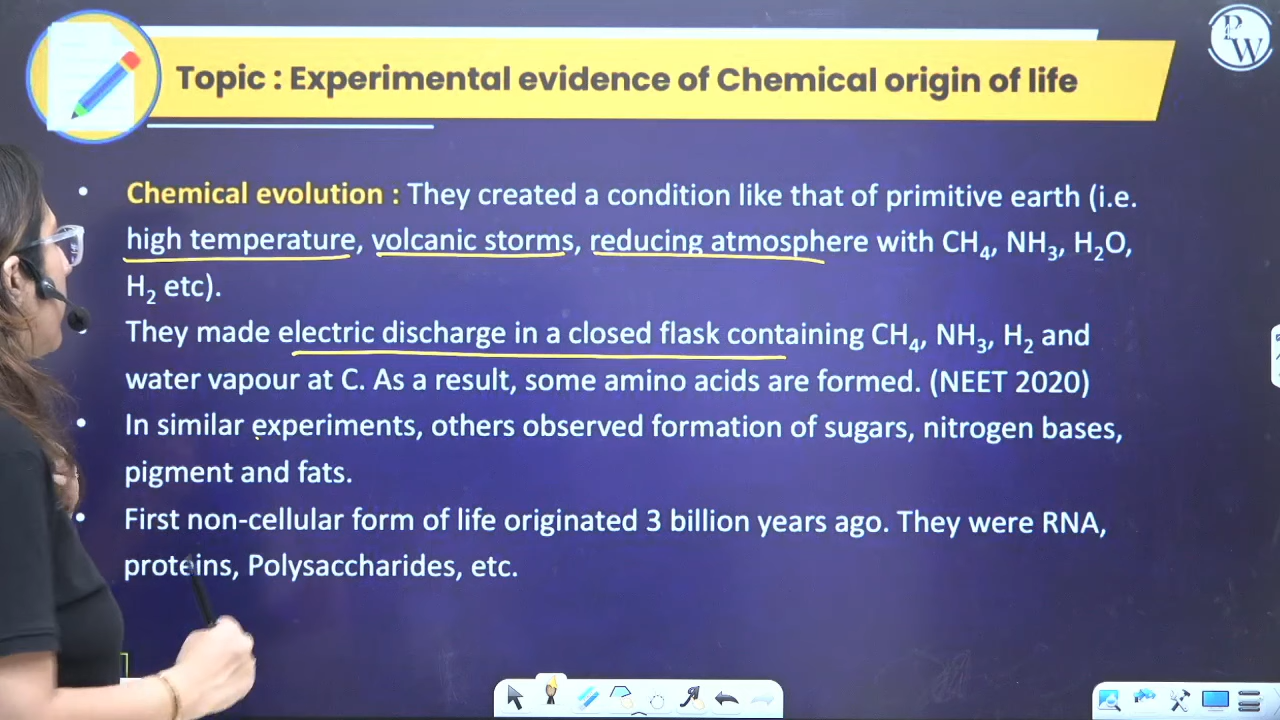 PW
Topic : Experimental evidence of Chemical origin of life
• Chemical evolution : They created a condition like that of primitive earth (i.e.
high temperature, volcanic storms, reducing atmosphere with CH₄, NH₃, H₂O,
H₂ etc).
They made electric discharge in a closed flask containing CH₄, NH₃, H₂ and
water vapour at C. As a result, some amino acids are formed. (NEET 2020)
• In similar experiments, others observed formation of sugars, nitrogen bases,
pigment and fats.
• First non-cellular form of life originated 3 billion years ago. They were RNA,
proteins, Polysaccharides, etc.